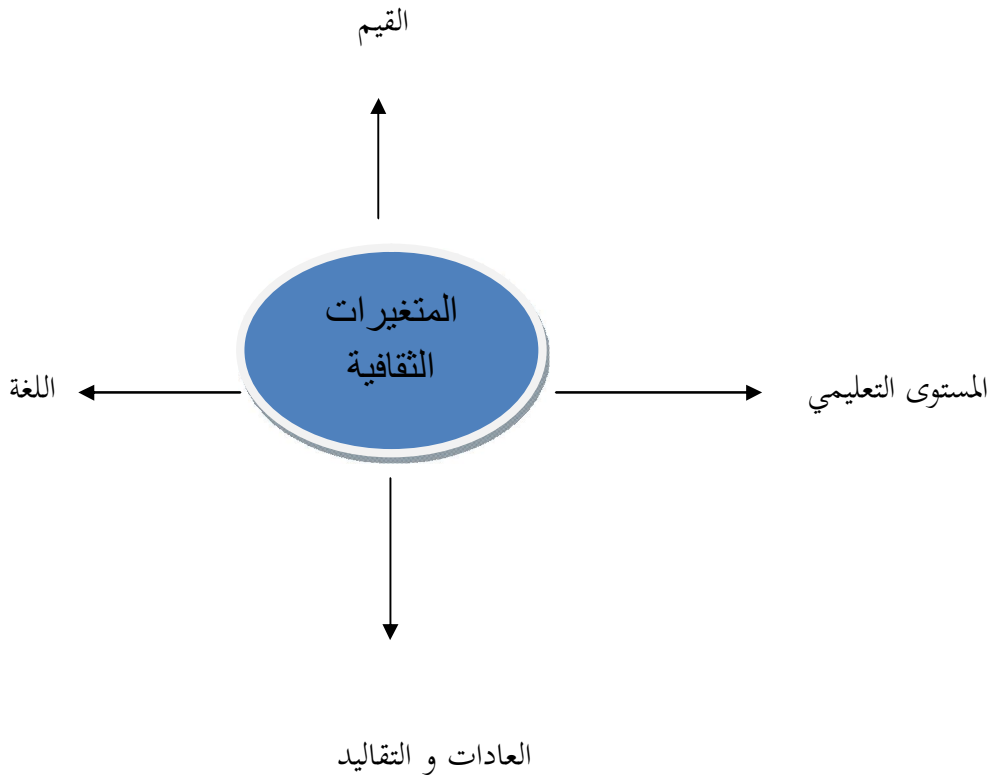 القيم
المتغيرات
الثقافية
المستوى التعليمي
اللغة
العادات و التقاليد